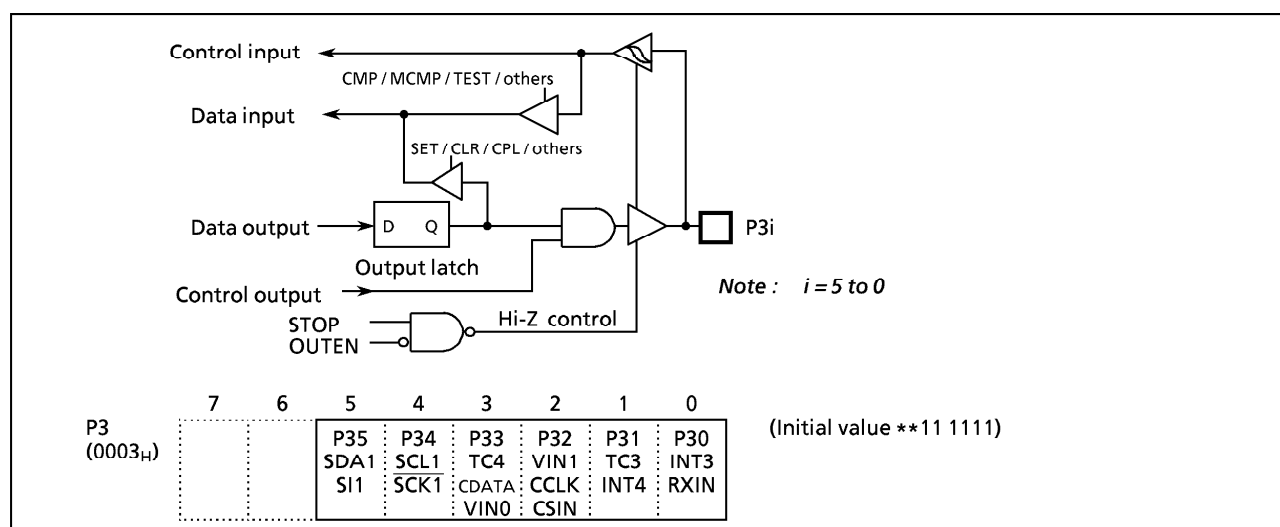 Control input
CMP / MCMP / TEST / others
Data input
SET / CLR / CPL / others
Data output
D Q
P3i
Output latch
Note : i = 5 to 0
Control output
STOP
Hi-Z control
OUTEN
7 6 5 4 3 2 1 0
P3
(0003H)
P35 P34 P33 P32 P31 P30
(Initial value **11 1111)
SDA1 SCL1 TC4 VIN1 TC3 INT3
SI1 SCK1 CDATA CCLK INT4 RXIN
VIN0 CSIN